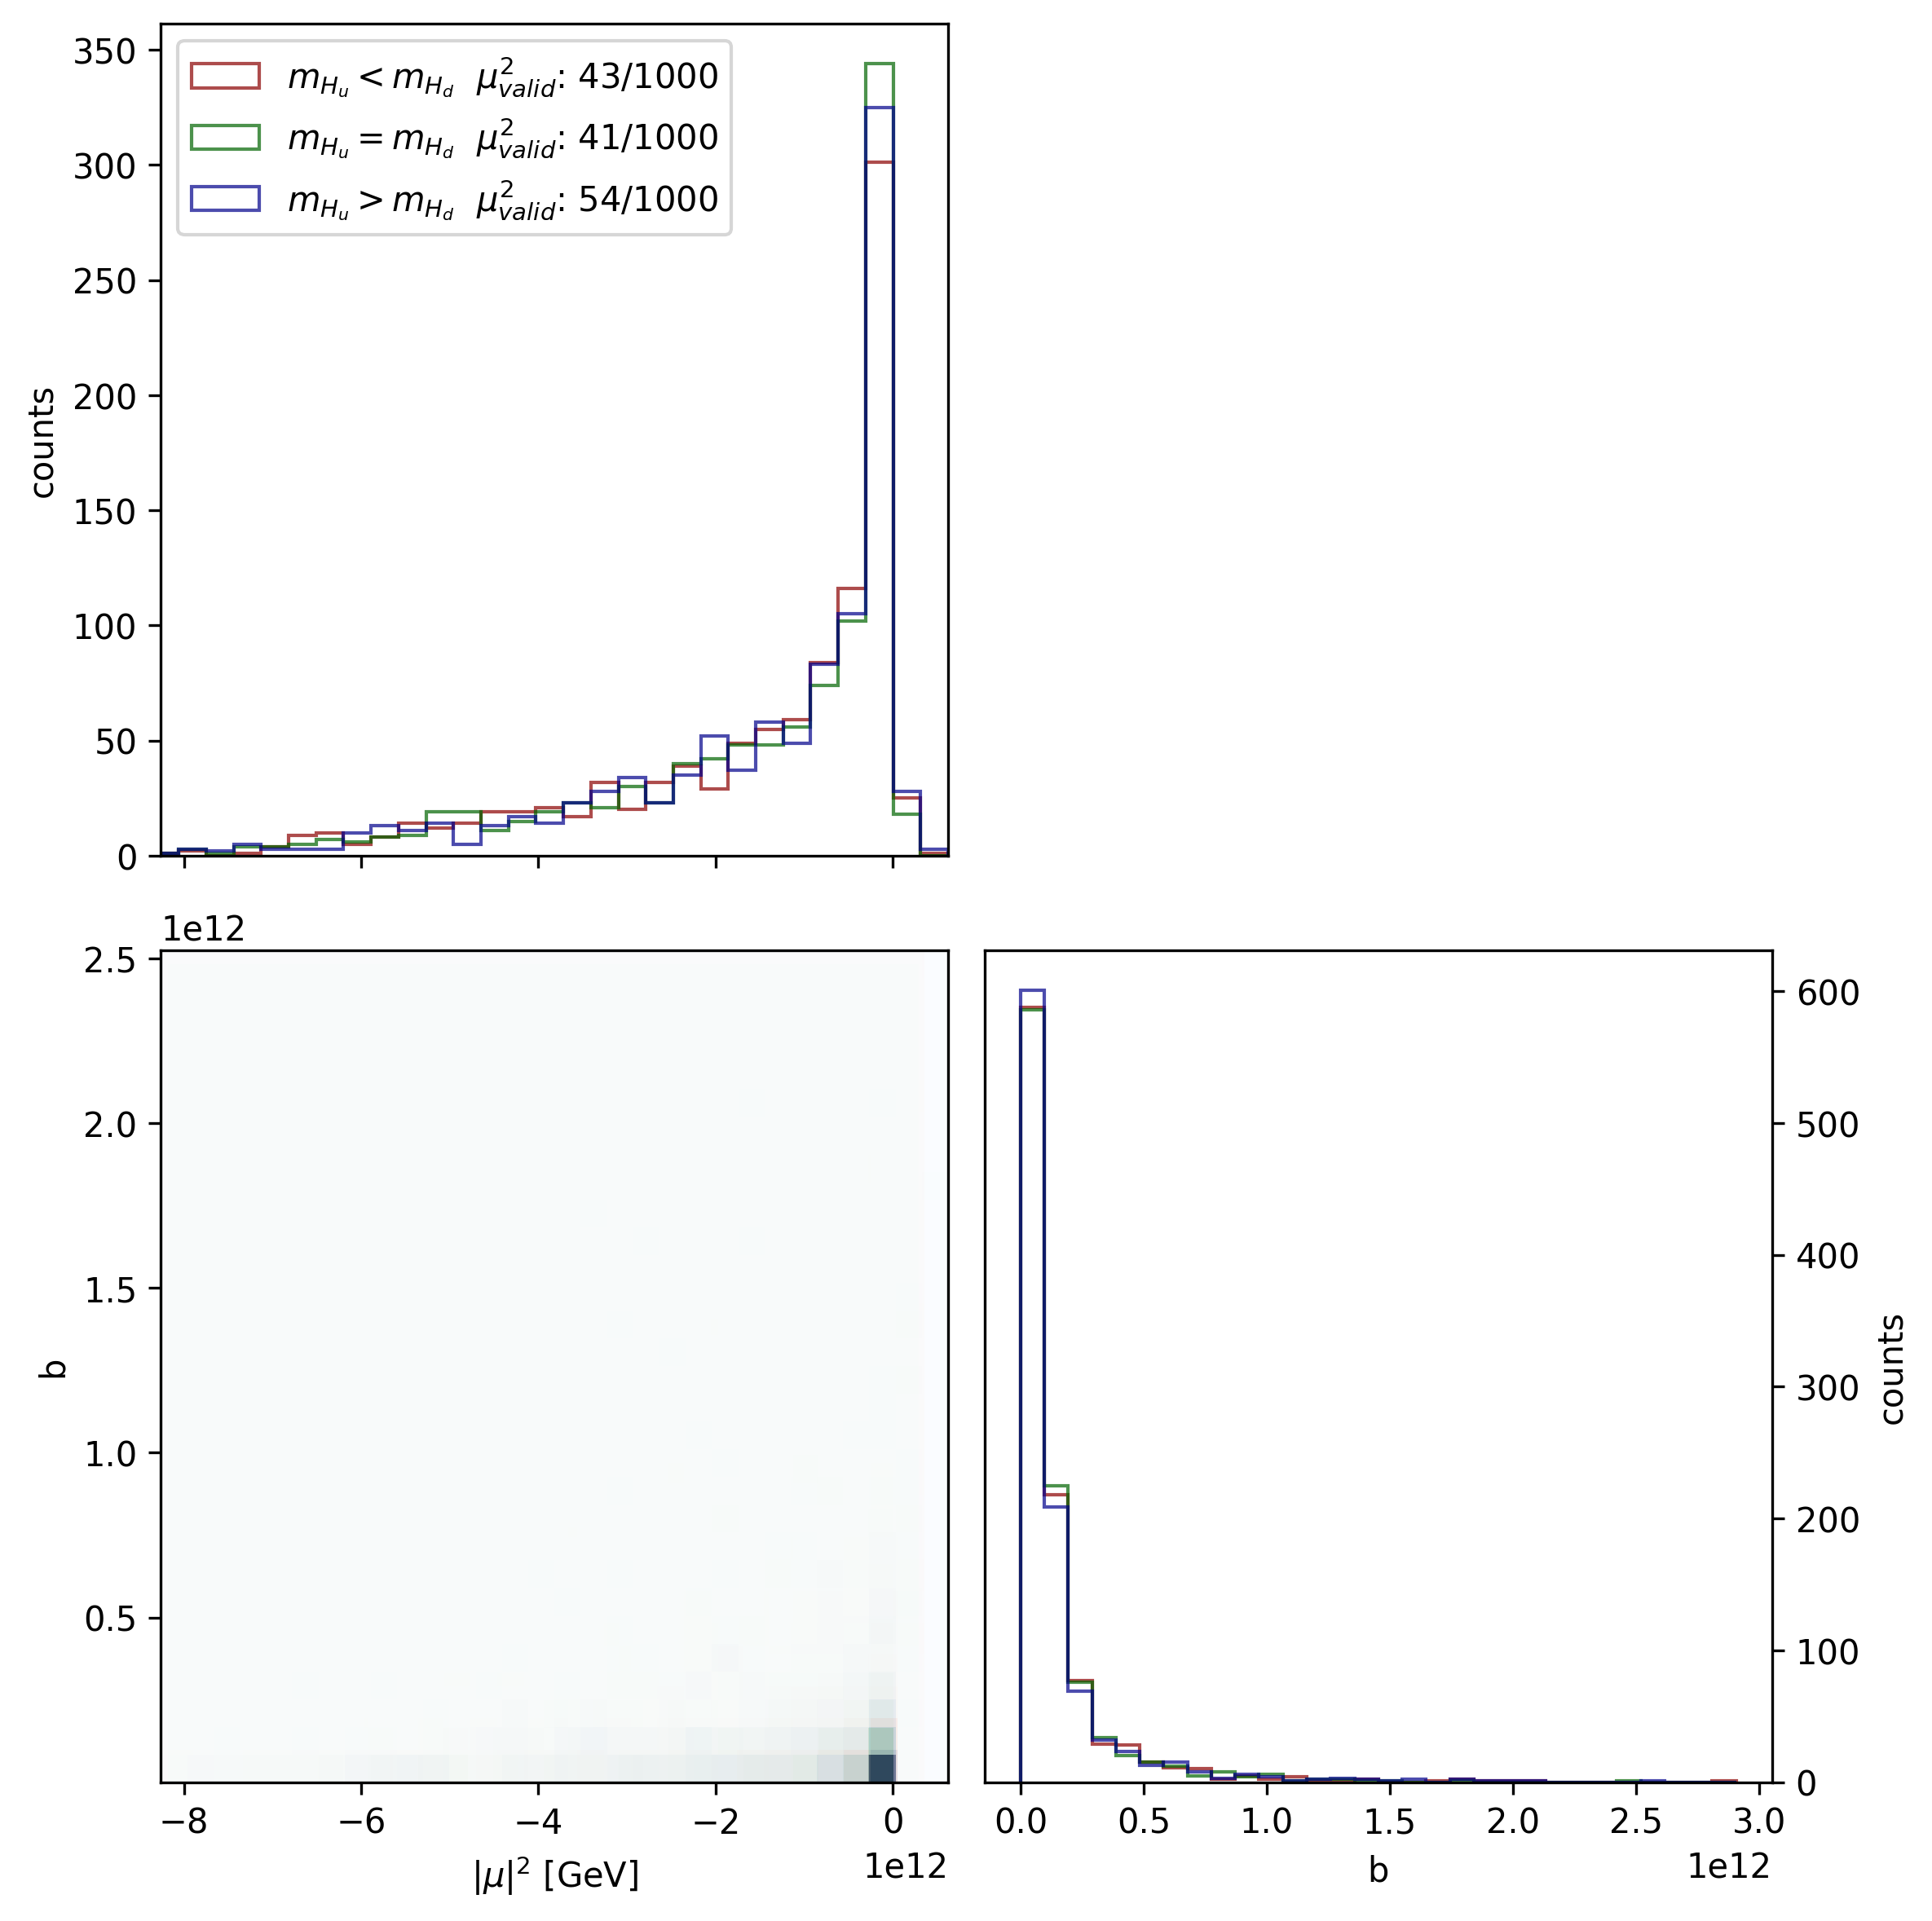 350
300
250
200
150
100
50
0
counts
m_{H_u} < m_{H_d} μ²_{valid}: 43/1000
m_{H_u} = m_{H_d} μ²_{valid}: 41/1000
m_{H_u} > m_{H_d} μ²_{valid}: 54/1000
1e12
2.5
2.0
1.5
1.0
0.5
b
−8 −6 −4 −2 0
1e12
|μ|² [GeV]
600
500
400
300
200
100
0
counts
0.0 0.5 1.0 1.5 2.0 2.5 3.0
1e12
b